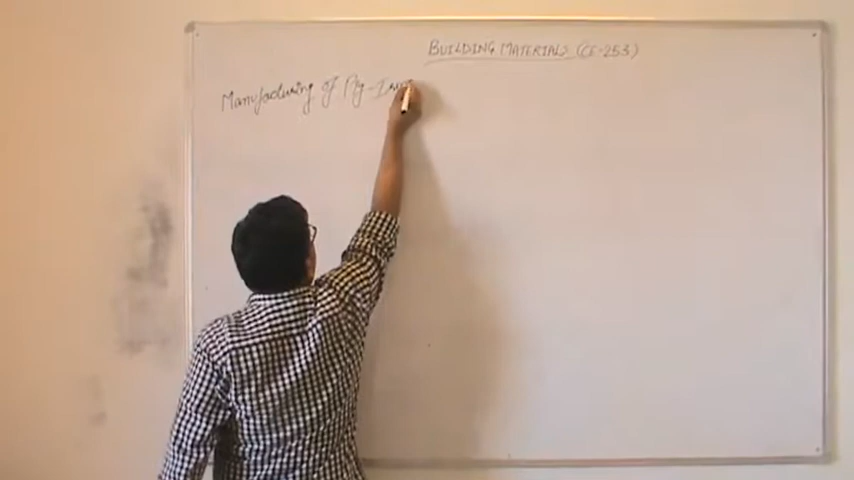 BUILDING MATERIALS (CE-253)
Manufacturing of Pig-Iron